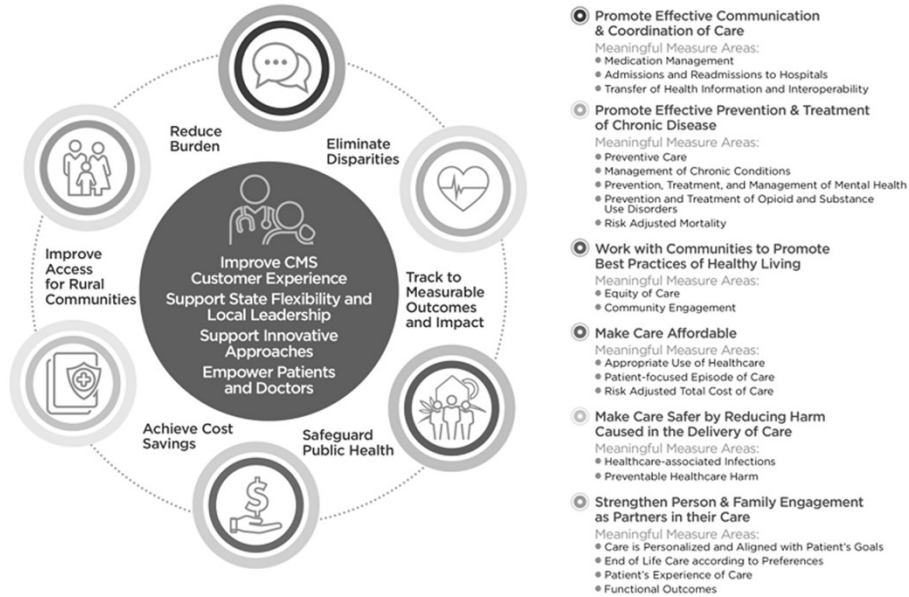 Reduce
Burden
Eliminate
Disparities
Improve
Access
for Rural
Communities
Improve CMS
Customer Experience
Support State Flexibility and
Local Leadership
Support Innovative
Approaches
Empower Patients
and Doctors
Track to
Measurable
Outcomes
and Impact
Achieve Cost
Savings
Safeguard
Public Health
$
Promote Effective Communication
& Coordination of Care
Meaningful Measure Areas:
• Medication Management
• Admissions and Readmissions to Hospitals
• Transfer of Health Information and Interoperability
Promote Effective Prevention & Treatment
of Chronic Disease
Meaningful Measure Areas:
• Preventive Care
• Management of Chronic Conditions
• Prevention, Treatment, and Management of Mental Health
• Prevention and Treatment of Opioid and Substance
Use Disorders
• Risk Adjusted Mortality
Work with Communities to Promote
Best Practices of Healthy Living
Meaningful Measure Areas:
• Equity of Care
• Community Engagement
Make Care Affordable
Meaningful Measure Areas:
• Appropriate Use of Healthcare
• Patient-focused Episode of Care
• Risk Adjusted Total Cost of Care
Make Care Safer by Reducing Harm
Caused in the Delivery of Care
Meaningful Measure Areas:
• Healthcare-associated Infections
• Preventable Healthcare Harm
Strengthen Person & Family Engagement
as Partners in their Care
Meaningful Measure Areas:
• Care is Personalized and Aligned with Patient's Goals
• End of Life Care according to Preferences
• Patient's Experience of Care
• Functional Outcomes